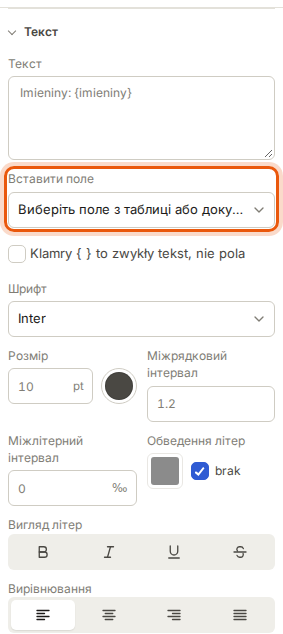 Текст
Текст
Imieniny: {imieniny}
Вставити поле
Виберіть поле з таблиці або доку...
Klamry { } to zwykły tekst, nie pola
Шрифт
Inter
Розмір
Міжрядковий
інтервал
10 pt
1.2
Міжлітерний
інтервал
Обведення літер
0 ‰
brak
Вигляд літер
B I U S
Вирівнювання